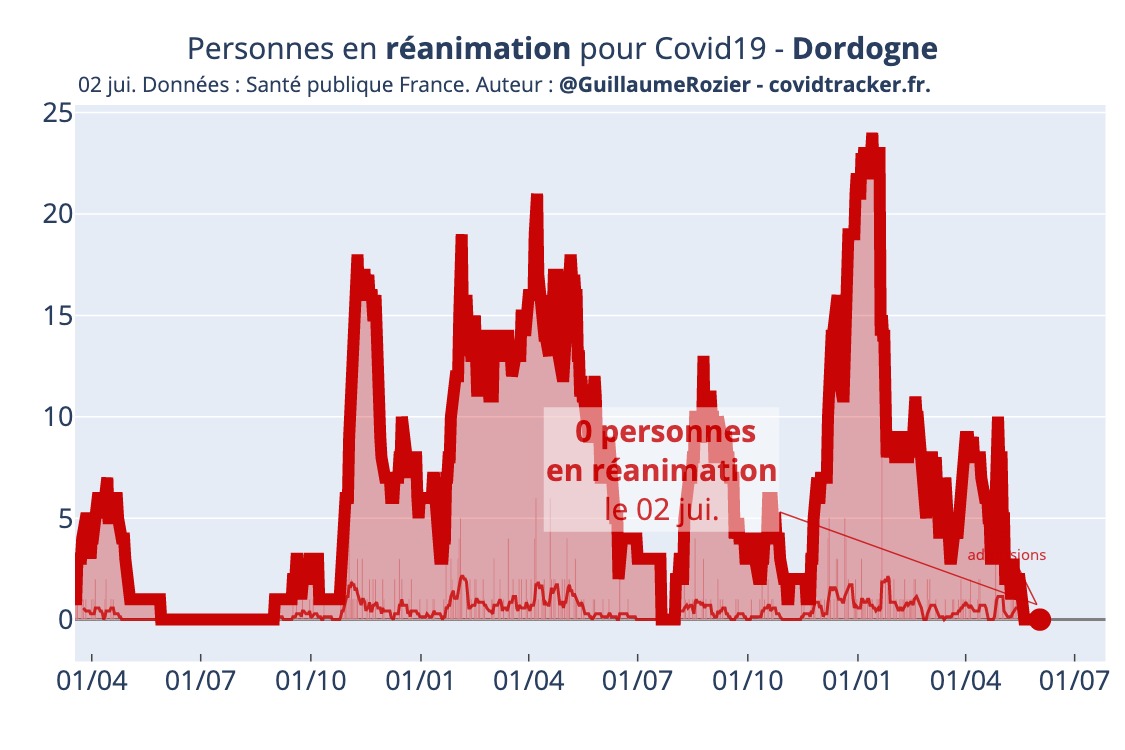 Personnes en réanimation pour Covid19 - Dordogne
02 jui. Données : Santé publique France. Auteur : @GuillaumeRozier - covidtracker.fr.
25
20
15
10
5
0
0 personnes
en réanimation
le 02 jui.
admissions
01/04 01/07 01/10 01/01 01/04 01/07 01/10 01/01 01/04 01/07